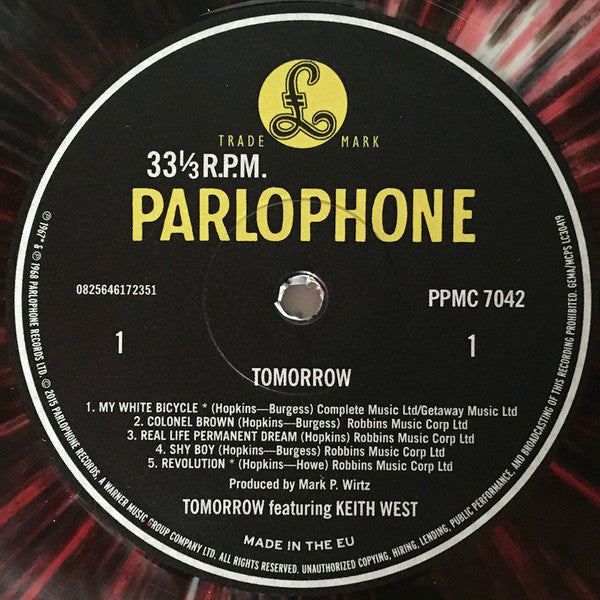 TRADE MARK
33⅓ R.P.M.
PARLOPHONE
0825646172351
PPMC 7042
1
1
TOMORROW
1. MY WHITE BICYCLE * (Hopkins—Burgess) Complete Music Ltd/Getaway Music Ltd
2. COLONEL BROWN (Hopkins—Burgess) Robbins Music Corp Ltd
3. REAL LIFE PERMANENT DREAM (Hopkins) Robbins Music Corp Ltd
4. SHY BOY (Hopkins—Burgess) Robbins Music Corp Ltd
5. REVOLUTION * (Hopkins—Howe) Robbins Music Corp Ltd
Produced by Mark P. Wirtz
TOMORROW featuring KEITH WEST
MADE IN THE EU
℗ 1967* & ℗ 1968 PARLOPHONE RECORDS LTD. © 2015 PARLOPHONE RECORDS, A WARNER MUSIC GROUP COMPANY LTD. ALL RIGHTS RESERVED. UNAUTHORIZED COPYING, HIRING, LENDING, PUBLIC PERFORMANCE, AND BROADCASTING OF THIS RECORDING PROHIBITED. GEMA/MCPS LC30419